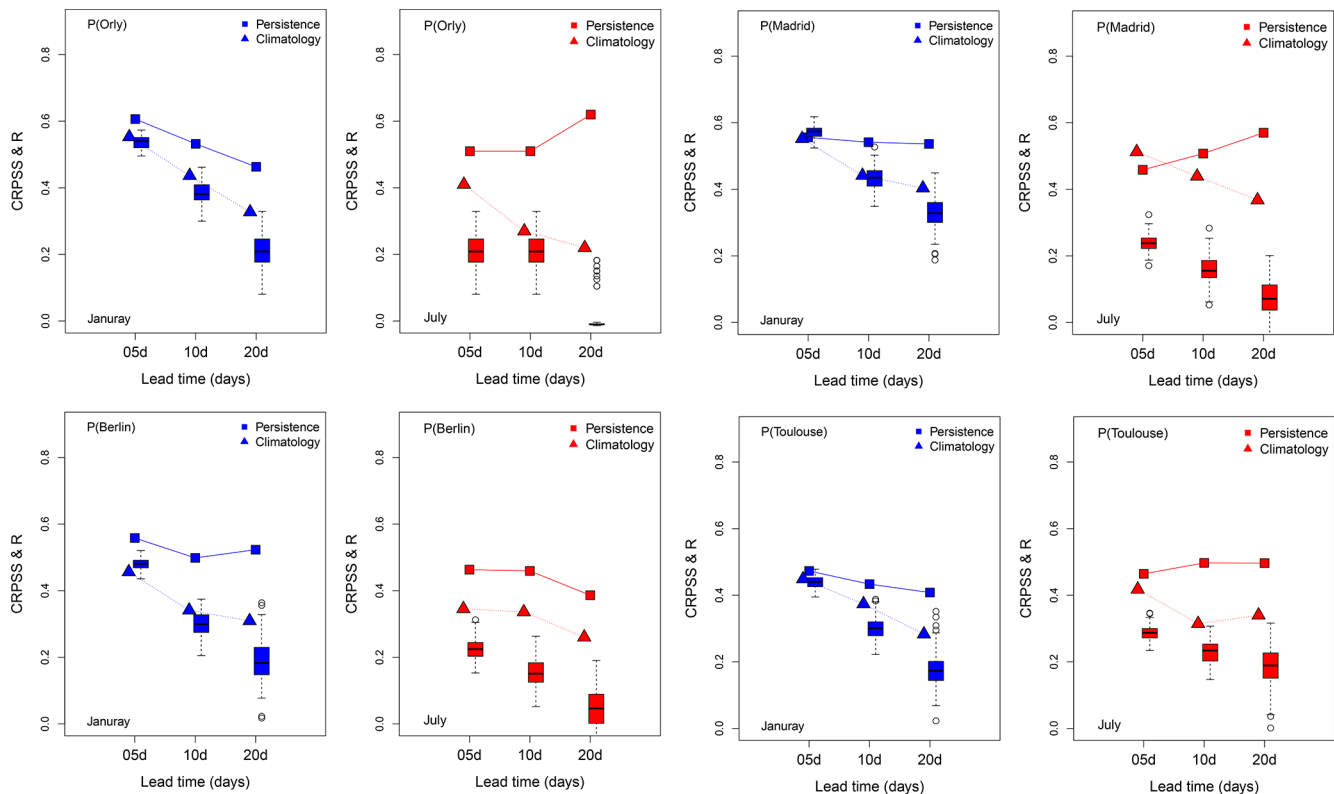 P(Orly)
Persistence
Climatology
CRPSS & R
0.8
0.6
0.4
0.2
0.0
Januray
05d 10d 20d
Lead time (days)
P(Orly)
Persistence
Climatology
CRPSS & R
0.8
0.6
0.4
0.2
0.0
July
05d 10d 20d
Lead time (days)
P(Madrid)
Persistence
Climatology
CRPSS & R
0.8
0.6
0.4
0.2
0.0
Januray
05d 10d 20d
Lead time (days)
P(Madrid)
Persistence
Climatology
CRPSS & R
0.8
0.6
0.4
0.2
0.0
July
05d 10d 20d
Lead time (days)
P(Berlin)
Persistence
Climatology
CRPSS & R
0.8
0.6
0.4
0.2
0.0
Januray
05d 10d 20d
Lead time (days)
P(Berlin)
Persistence
Climatology
CRPSS & R
0.8
0.6
0.4
0.2
0.0
July
05d 10d 20d
Lead time (days)
P(Toulouse)
Persistence
Climatology
CRPSS & R
0.8
0.6
0.4
0.2
0.0
Januray
05d 10d 20d
Lead time (days)
P(Toulouse)
Persistence
Climatology
CRPSS & R
0.8
0.6
0.4
0.2
0.0
July
05d 10d 20d
Lead time (days)